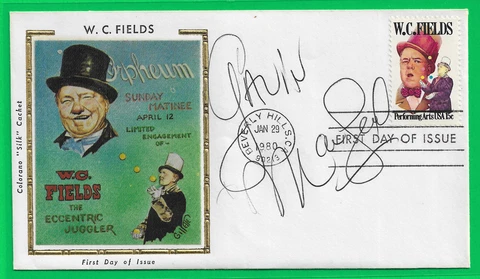 W. C. FIELDS
Colorano "Silk" Cachet
Orpheum
SUNDAY
MATINEE
APRIL 12
LIMITED
ENGAGEMENT
OF
W.C.
FIELDS
THE
ECCENTRIC
JUGGLER
First Day of Issue
W.C. FIELDS
Performing Arts USA 15c
BEVERLY HILLS, CA
JAN 29
1980
FIRST DAY OF ISSUE